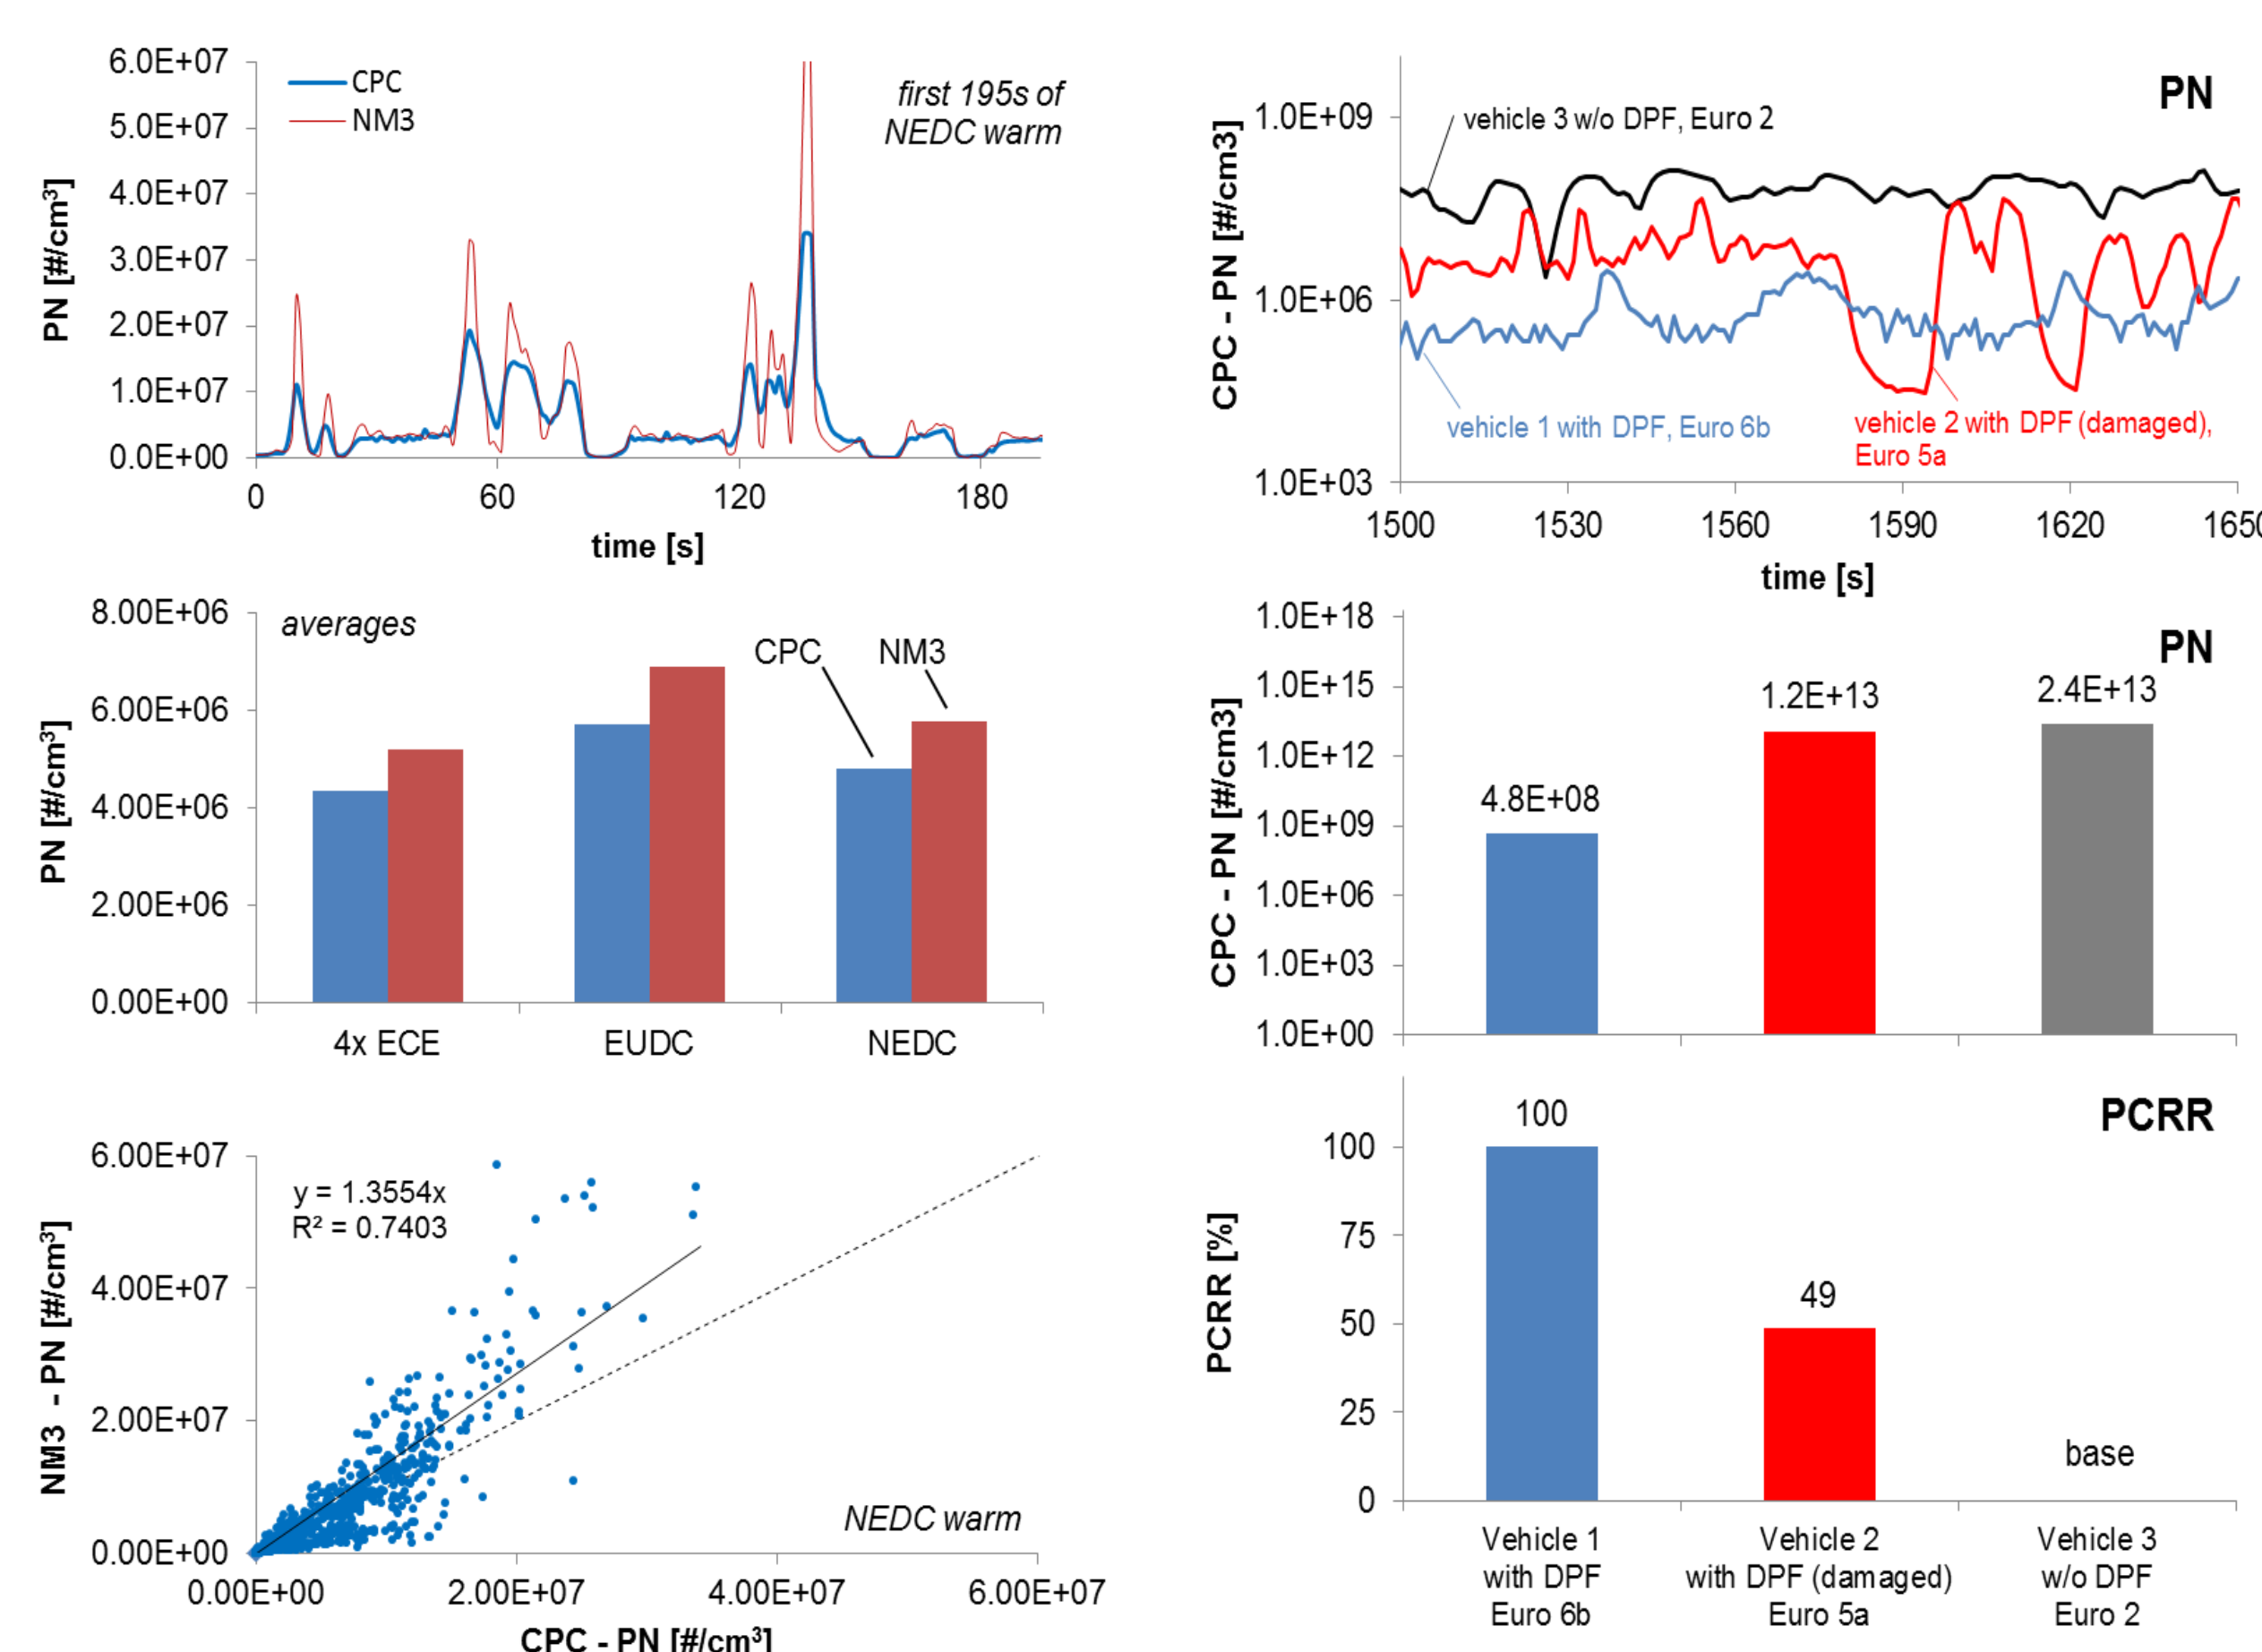 6.0E+07
5.0E+07
4.0E+07
3.0E+07
2.0E+07
1.0E+07
0.0E+00
PN [#/cm³]
CPC
NM3
first 195s of
NEDC warm
0 60 120 180
time [s]
8.00E+06
6.00E+06
4.00E+06
2.00E+06
0.00E+00
PN [#/cm³]
averages
CPC NM3
4x ECE EUDC NEDC
6.00E+07
4.00E+07
2.00E+07
0.00E+00
NM3 - PN [#/cm³]
y = 1.3554x
R² = 0.7403
NEDC warm
0.00E+00 2.00E+07 4.00E+07 6.00E+07
CPC - PN [#/cm³]
PN
1.0E+09
1.0E+06
1.0E+03
CPC - PN [#/cm3]
vehicle 3 w/o DPF, Euro 2
vehicle 1 with DPF, Euro 6b
vehicle 2 with DPF (damaged),
Euro 5a
1500 1530 1560 1590 1620 1650
time [s]
1.0E+18
1.0E+15
1.0E+12
1.0E+09
1.0E+06
1.0E+03
1.0E+00
CPC - PN [#/cm3]
PN
4.8E+08
1.2E+13
2.4E+13
PCRR
100
75
50
25
0
PCRR [%]
100
49
base
Vehicle 1
with DPF
Euro 6b
Vehicle 2
with DPF (damaged)
Euro 5a
Vehicle 3
w/o DPF
Euro 2